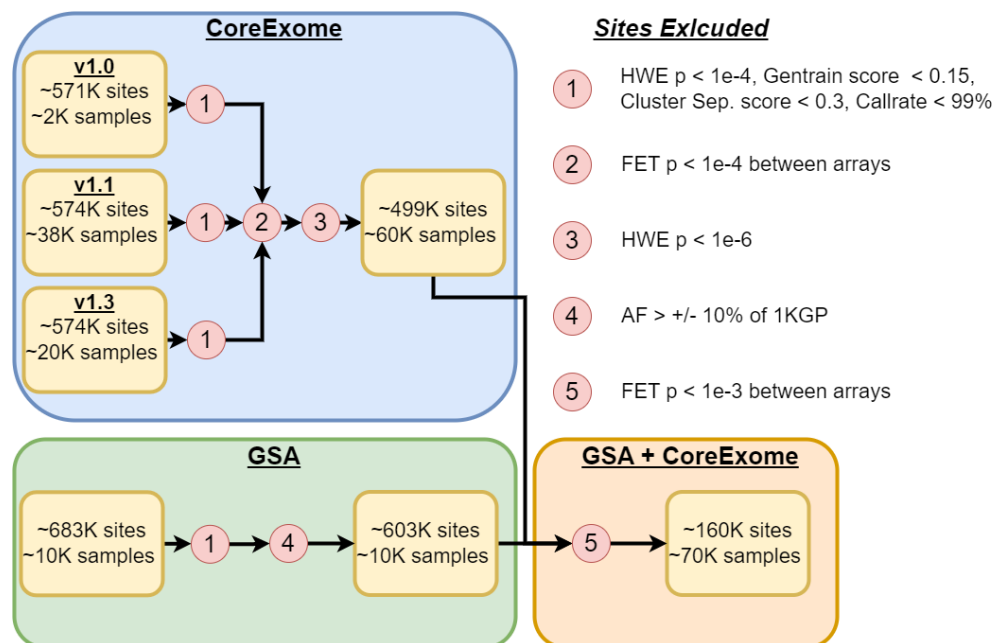 CoreExome
v1.0
~571K sites
~2K samples
1
v1.1
~574K sites
~38K samples
1
2
3
~499K sites
~60K samples
v1.3
~574K sites
~20K samples
1
Sites Exlcuded
1
HWE p < 1e-4, Gentrain score < 0.15,
Cluster Sep. score < 0.3, Callrate < 99%
2
FET p < 1e-4 between arrays
3
HWE p < 1e-6
4
AF > +/- 10% of 1KGP
5
FET p < 1e-3 between arrays
GSA
~683K sites
~10K samples
1
4
~603K sites
~10K samples
GSA + CoreExome
5
~160K sites
~70K samples